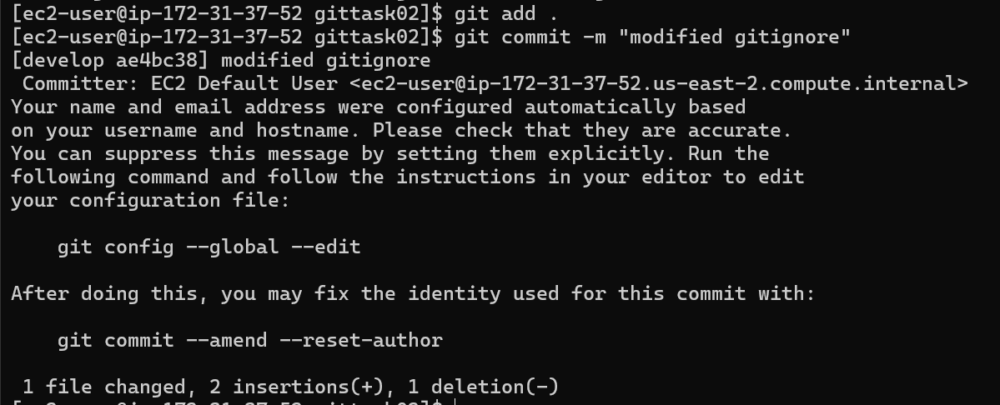 [ec2-user@ip-172-31-37-52 gittask02]$ git add .
[ec2-user@ip-172-31-37-52 gittask02]$ git commit -m "modified gitignore"
[develop ae4bc38] modified gitignore
 Committer: EC2 Default User <ec2-user@ip-172-31-37-52.us-east-2.compute.internal>
Your name and email address were configured automatically based
on your username and hostname. Please check that they are accurate.
You can suppress this message by setting them explicitly. Run the
following command and follow the instructions in your editor to edit
your configuration file:

    git config --global --edit

After doing this, you may fix the identity used for this commit with:

    git commit --amend --reset-author

 1 file changed, 2 insertions(+), 1 deletion(-)